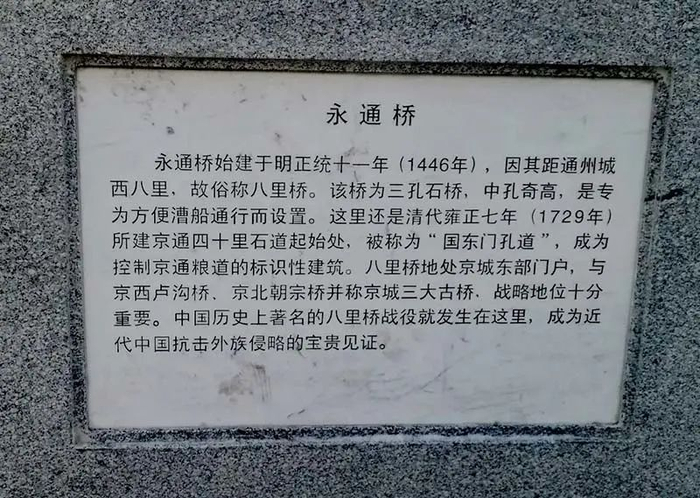 永通桥
永通桥始建于明正统十一年（1446年），因其距通州城
西八里，故俗称八里桥。该桥为三孔石桥，中孔奇高，是专
为方便漕船通行而设置。这里还是清代雍正七年（1729年）
所建京通四十里石道起始处，被称为“国东门孔道”，成为
控制京通粮道的标识性建筑。八里桥地处京城东部门户，与
京西卢沟桥、京北朝宗桥并称京城三大古桥，战略地位十分
重要。中国历史上著名的八里桥战役就发生在这里，成为近
代中国抗击外族侵略的宝贵见证。